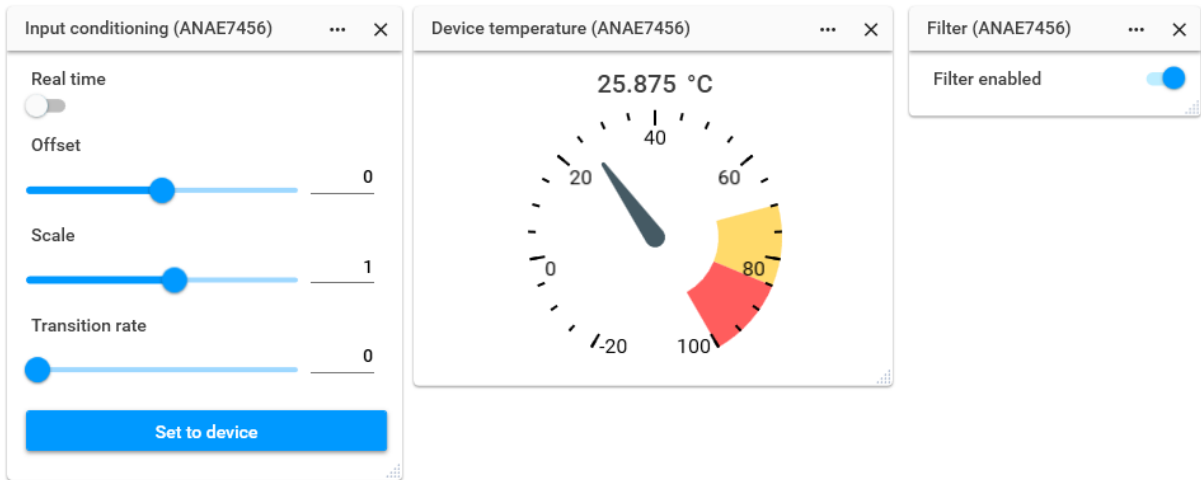 Input conditioning (ANAE7456)
Real time
Offset
0
Scale
1
Transition rate
0
Set to device
Device temperature (ANAE7456)
25.875 °C
40
20
60
0
80
-20
100
Filter (ANAE7456)
Filter enabled